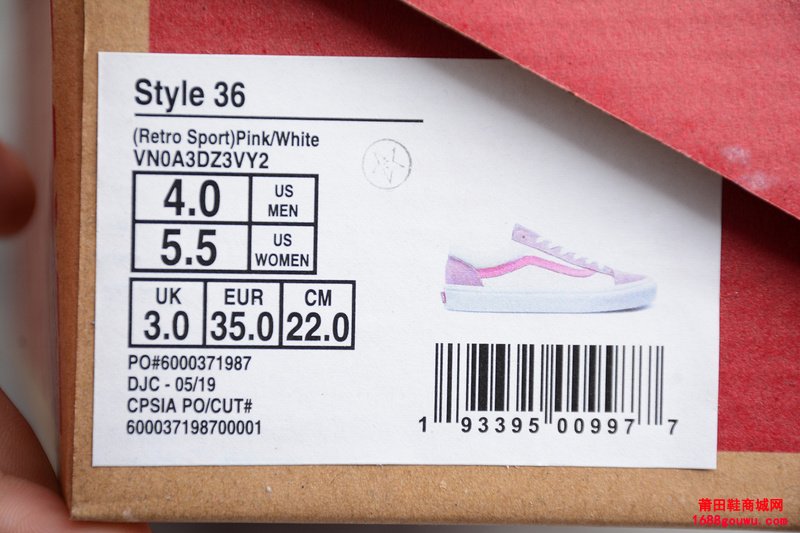 Style 36
(Retro Sport)Pink/White
VN0A3DZ3VY2
4.0 US MEN
5.5 US WOMEN
UK EUR CM
3.0 35.0 22.0
PO#6000371987
DJC - 05/19
CPSIA PO/CUT#
600037198700001
1 93395 00997 7
莆田鞋商城网
1688gouwu.com